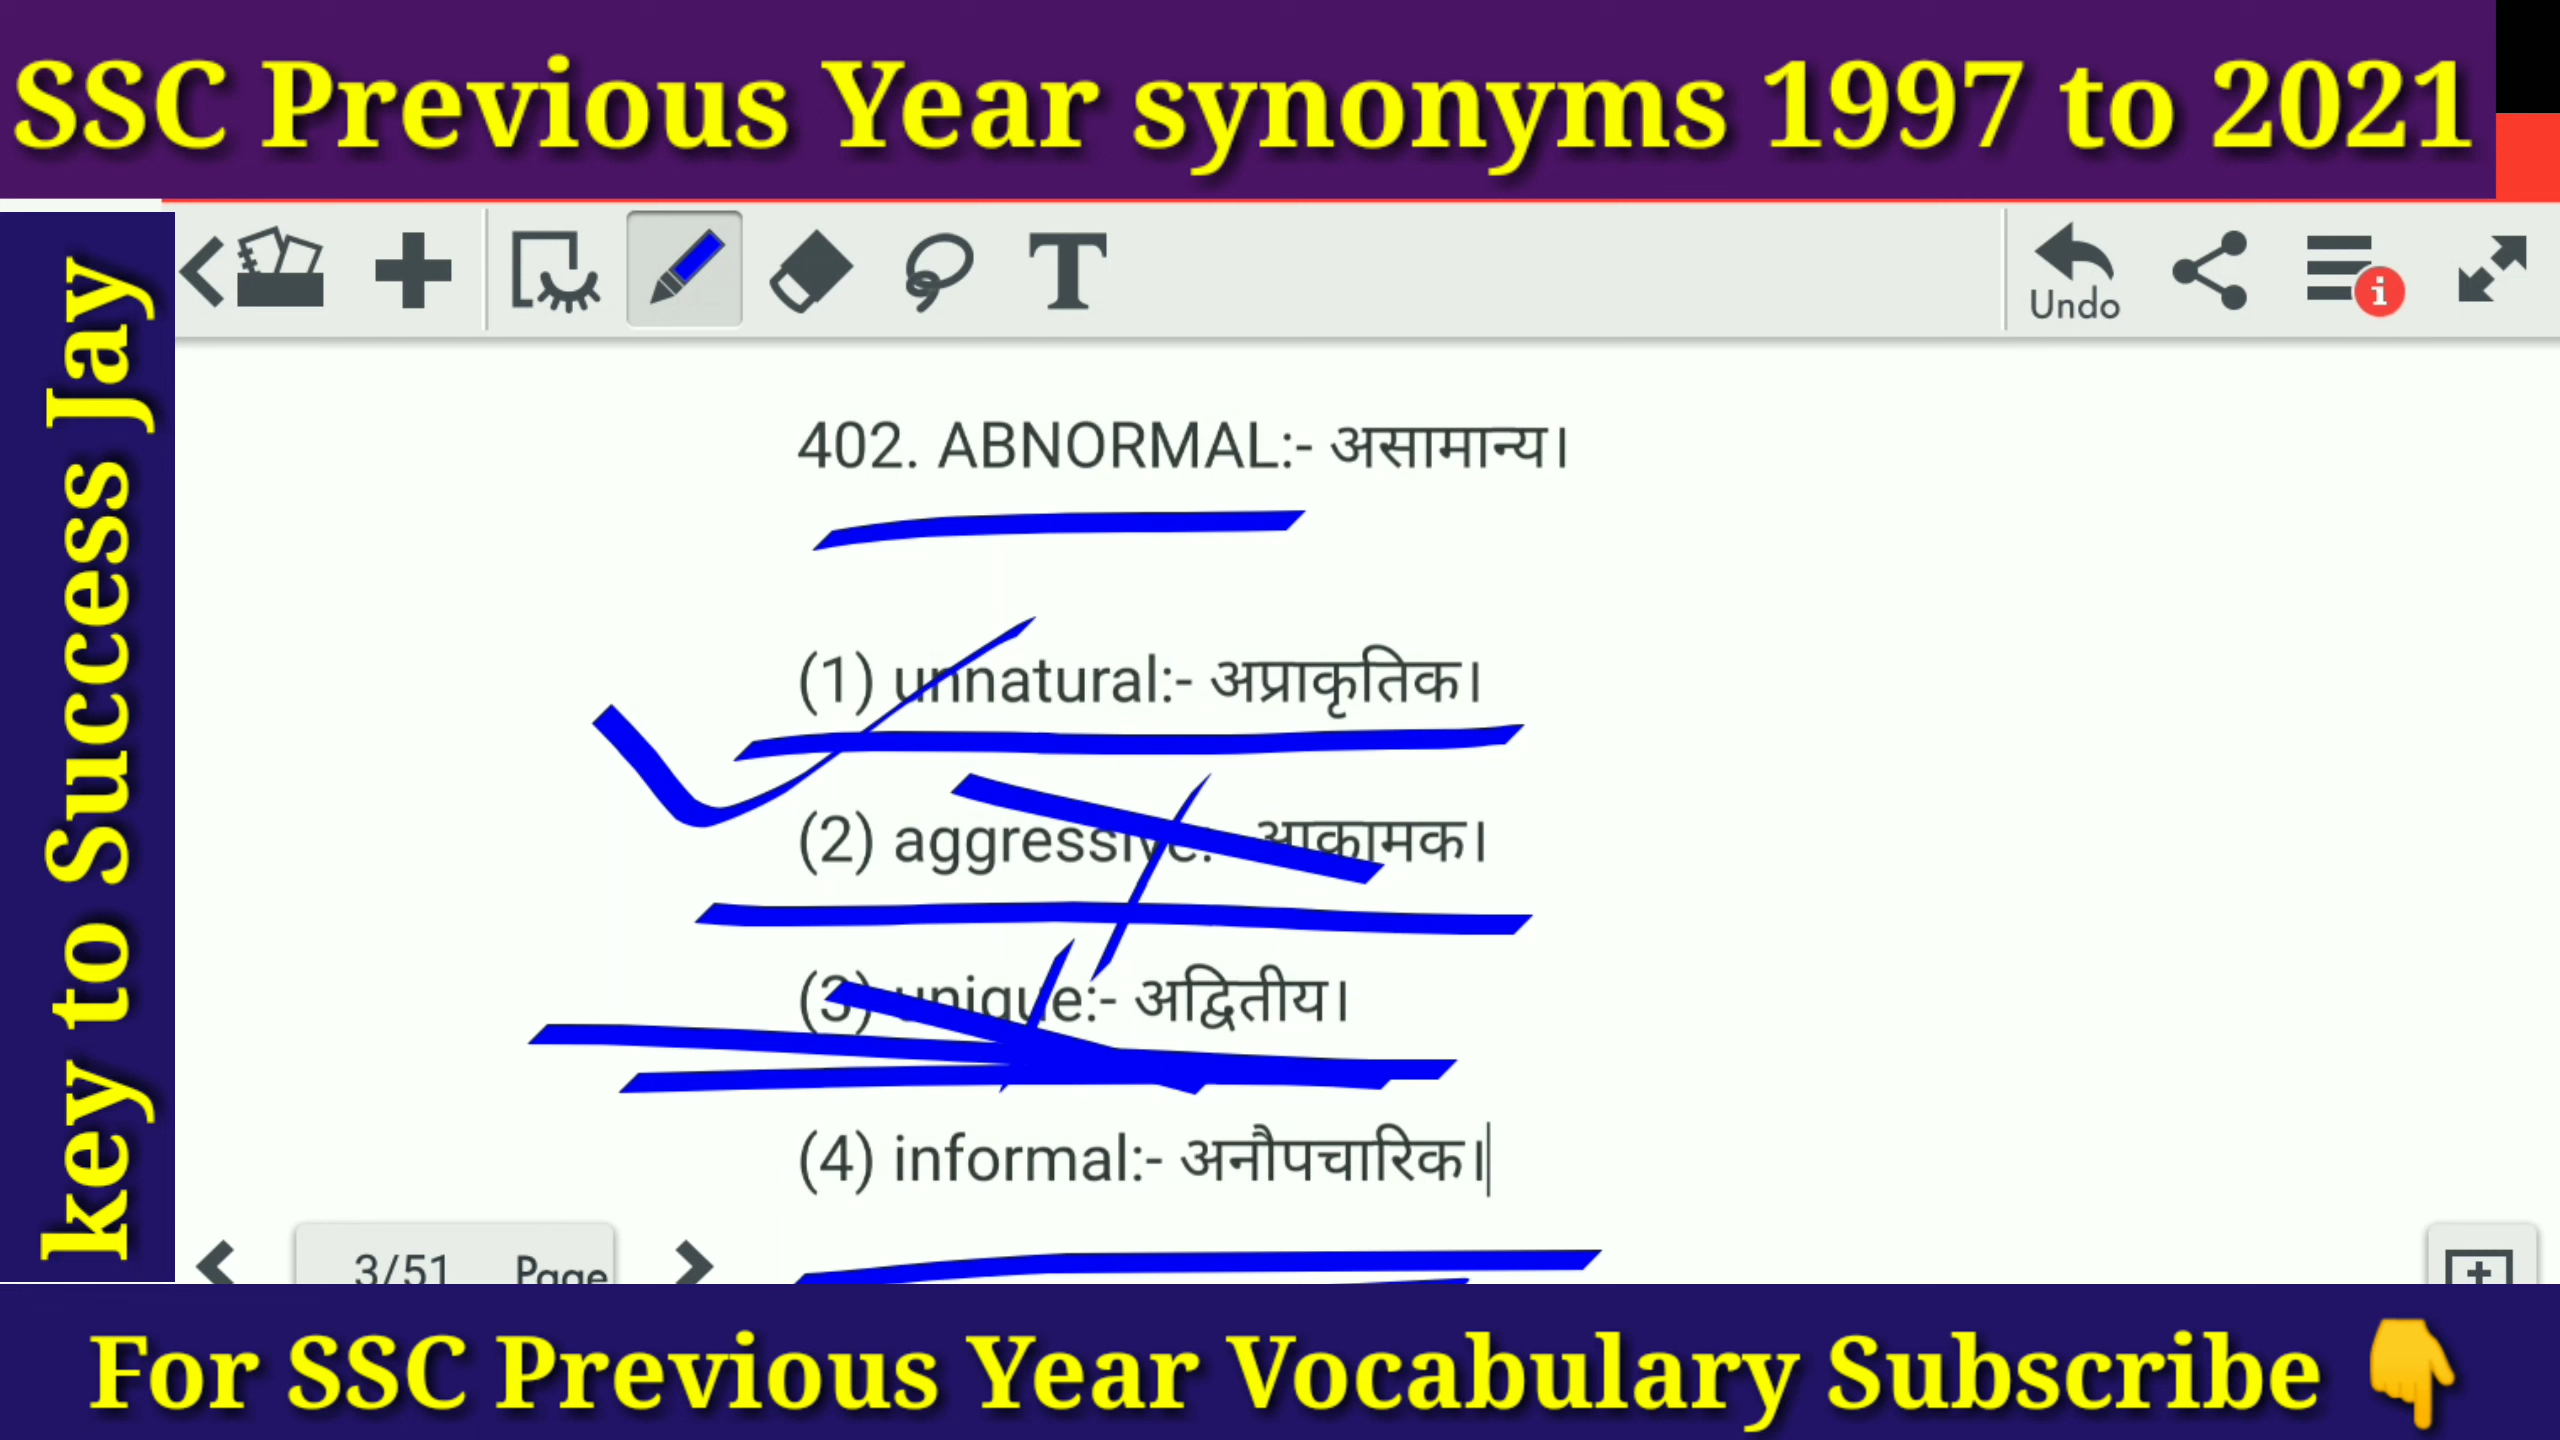 SSC Previous Year synonyms 1997 to 2021
key to Success Jay
T
Undo
402. ABNORMAL:- असामान्य।
(1) unnatural:- अप्राकृतिक।
(2) aggressive:- आक्रामक।
(3) unique:- अद्वितीय।
(4) informal:- अनौपचारिक।
3/51 Page
For SSC Previous Year Vocabulary Subscribe 👇